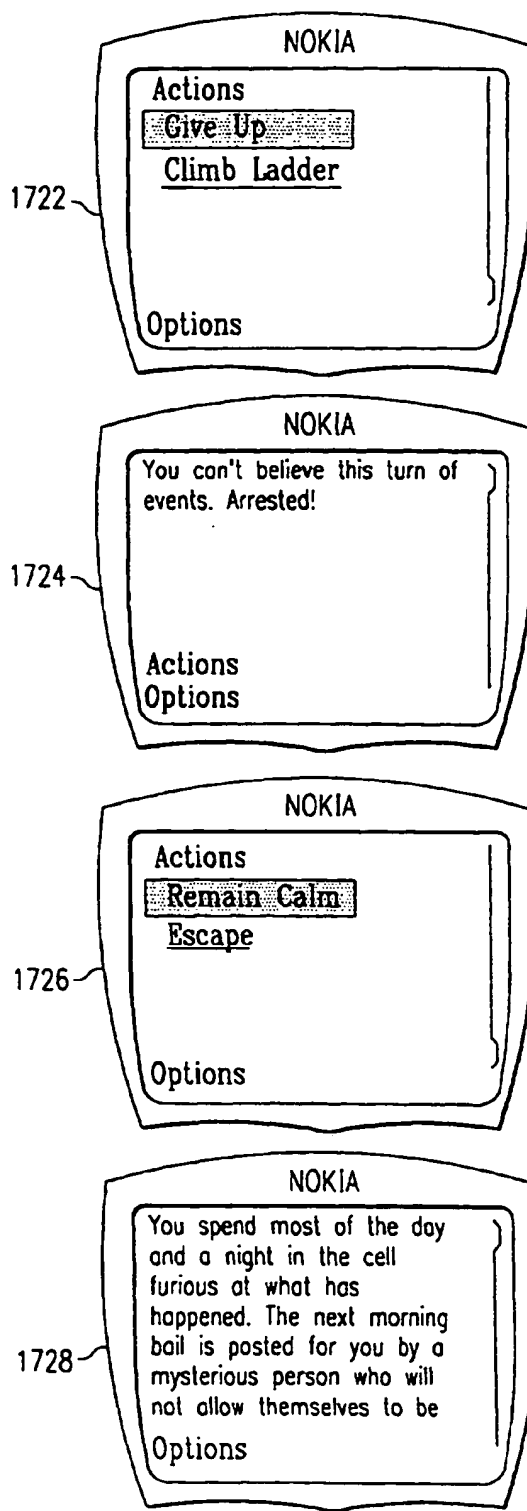 NOKIA
Actions
Give Up
Climb Ladder
1722
Options
NOKIA
You can't believe this turn of
events. Arrested!
1724
Actions
Options
NOKIA
Actions
Remain Calm
Escape
1726
Options
NOKIA
You spend most of the day
and a night in the cell
furious at what has
happened. The next morning
bail is posted for you by a
mysterious person who will
not allow themselves to be
1728
Options